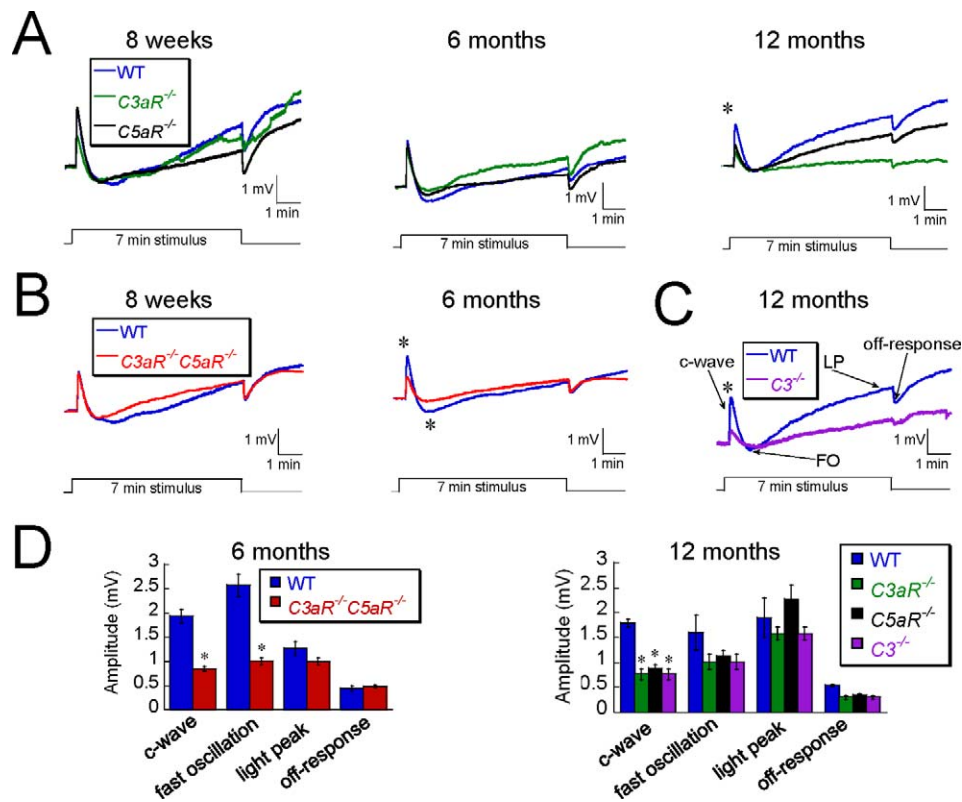 A
8 weeks
6 months
12 months
WT
C3aR-/-
C5aR-/-
*
1 mV
1 min
7 min stimulus
1 mV
1 min
7 min stimulus
1 mV
1 min
7 min stimulus
B
8 weeks
6 months
C
12 months
WT
C3aR-/-C5aR-/-
*
*
c-wave
*
WT
C3-/-
LP
off-response
FO
1 mV
1 min
7 min stimulus
1 mV
1 min
7 min stimulus
1 mV
1 min
7 min stimulus
D
6 months
Amplitude (mV)
3
2.5
2
1.5
1
0.5
0
WT
C3aR-/-C5aR-/-
*
*
c-wave
fast oscillation
light peak
off-response
12 months
Amplitude (mV)
3
2.5
2
1.5
1
0.5
0
WT
C3aR-/-
C5aR-/-
C3-/-
* * *
c-wave
fast oscillation
light peak
off-response